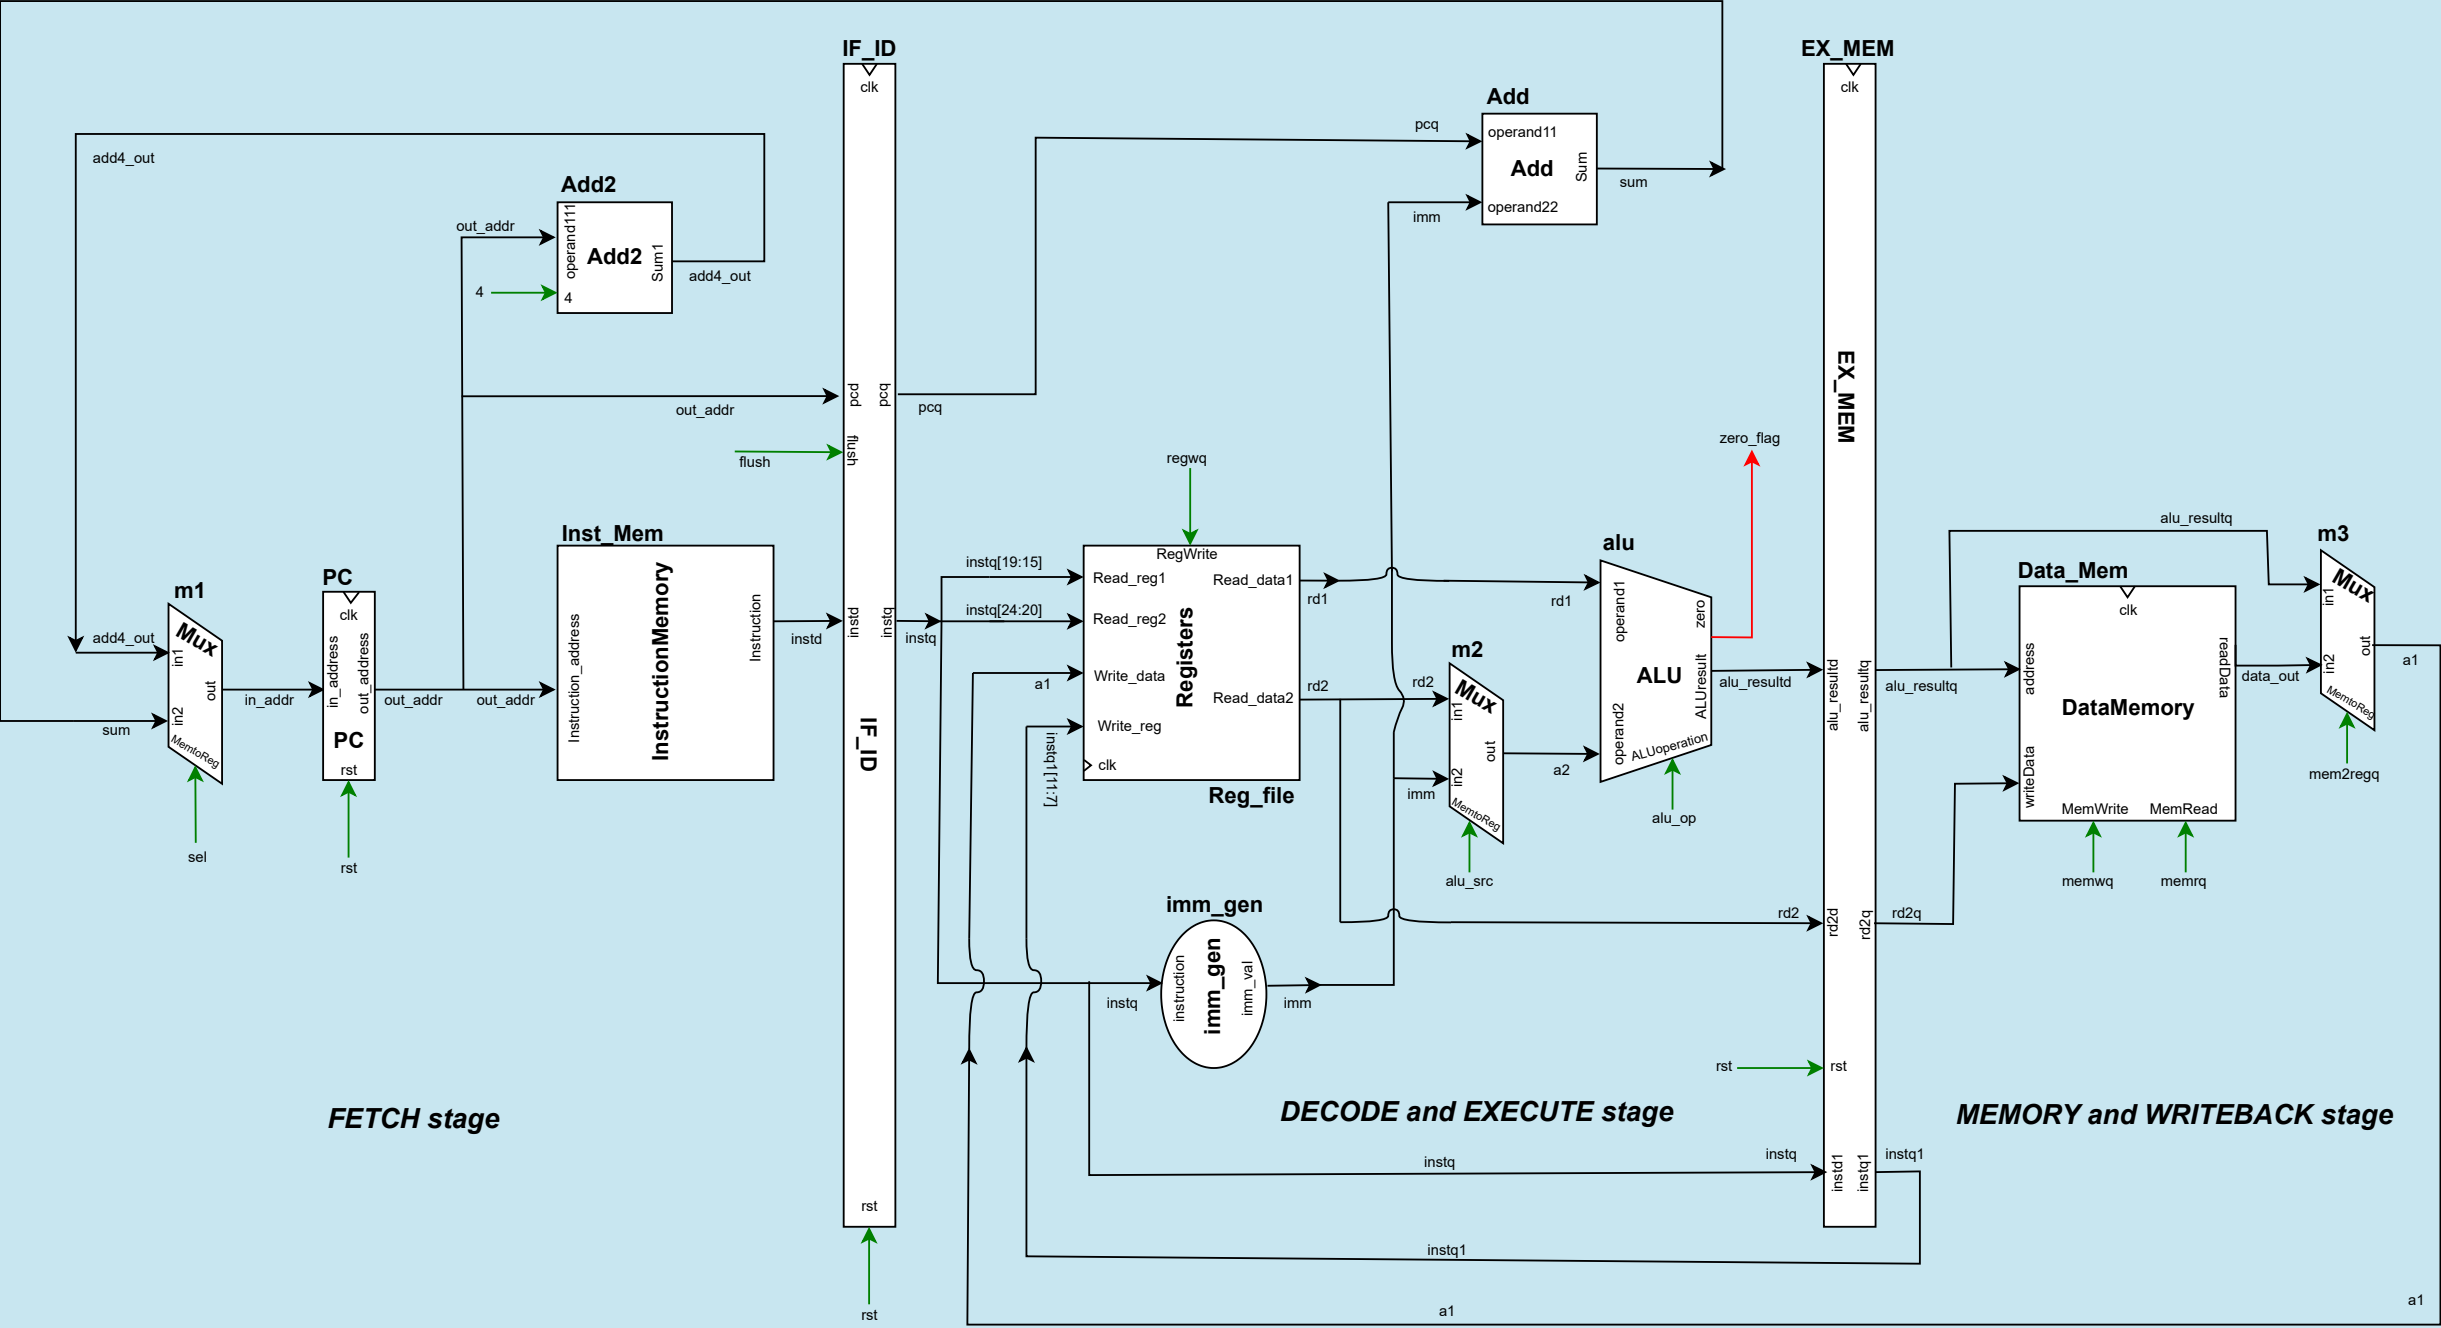 IF_ID
clk
EX_MEM
clk
Add
pcq
operand11
Add
Sum
sum
imm
operand22
add4_out
Add2
out_addr
operand111
Add2
Sum1
add4_out
4
4
out_addr
pcd
pcd
pcq
flush
flush
EX_MEM
zero_flag
regwq
Inst_Mem
InstructionMemory
Instruction_address
Instruction
instd
instd
instq
instq
IF_ID
instq[19:15]
instq[24:20]
a1
instq1[11:7]
RegWrite
Read_reg1
Read_data1
Read_reg2
Write_data
Registers
Read_data2
Write_reg
clk
Reg_file
rd1
rd1
rd2
rd2
m1
add4_out
Mux
in1
out
in2
MemtoReg
sum
sel
in_addr
PC
clk
in_address
out_address
PC
rst
rst
out_addr
out_addr
m2
Mux
in1
out
in2
MemtoReg
imm
alu_src
a2
alu
operand1
zero
ALU
ALUresult
operand2
ALUoperation
alu_op
alu_resultd
alu_resultd
alu_resultq
alu_resultq
alu_resultq
Data_Mem
clk
address
readData
DataMemory
writeData
MemWrite
MemRead
memwq
memrq
data_out
m3
Mux
in1
out
in2
MemtoReg
mem2regq
a1
imm_gen
instruction
imm_gen
imm_val
instq
imm
rd2
rd2d
rd2q
rd2q
rst
rst
FETCH stage
DECODE and EXECUTE stage
MEMORY and WRITEBACK stage
instq
instq
instd1
instq1
instq1
rst
rst
instq1
a1
a1